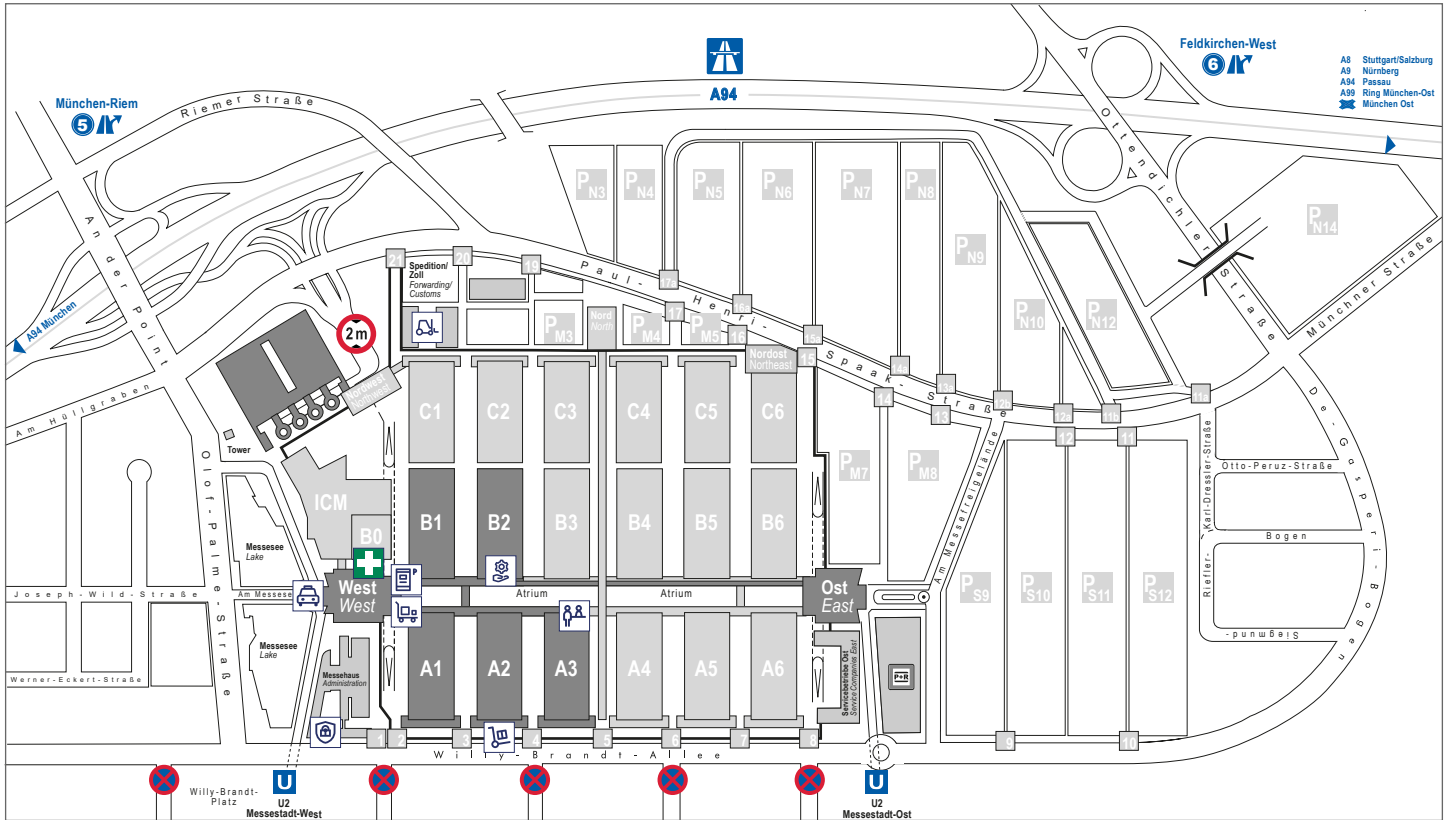 A94
Feldkirchen-West
6
A8 Stuttgart/Salzburg
A9 Nürnberg
A94 Passau
A99 Ring München-Ost
München Ost
München-Riem
5
Riemer Straße
Ottendichler Straße
An der Point
A94 München
Am Hüllgraben
Paul-Henri-Spaak-Straße
Münchner Straße
De-Gasperi-Bogen
PN3
PN4
PN5
PN6
PN7
PN8
PN9
PN10
PN12
PN14
21
20
19
17a
17
16a
16
15a
15
14a
14
13a
13
12b
12a
12
11b
11
11a
Spedition/
Zoll
Forwarding/
Customs
2m
PM3
Nord
North
PM4
PM5
Nordost
Northeast
Nordwest
Northwest
Tower
C1
C2
C3
C4
C5
C6
PM7
PM8
Am Messefreigelände
Karl-Dressler-Straße
Otto-Peruz-Straße
Bogen
Riefler-
Siegmund-
Olof-Palme-Straße
ICM
B0
B1
B2
B3
B4
B5
B6
Messesee
Lake
Joseph-Wild-Straße
Am Messesee
West
West
P
Atrium
Atrium
Ost
East
PS9
PS10
PS11
PS12
Messesee
Lake
Werner-Eckert-Straße
Messehaus
Administration
A1
A2
A3
A4
A5
A6
Servicebetriebe Ost
Service Companies East
P+R
1
2
3
4
5
6
7
8
9
10
Willy-Brandt-Allee
Willy-Brandt-
Platz
U
U2
Messestadt-West
U
U2
Messestadt-Ost